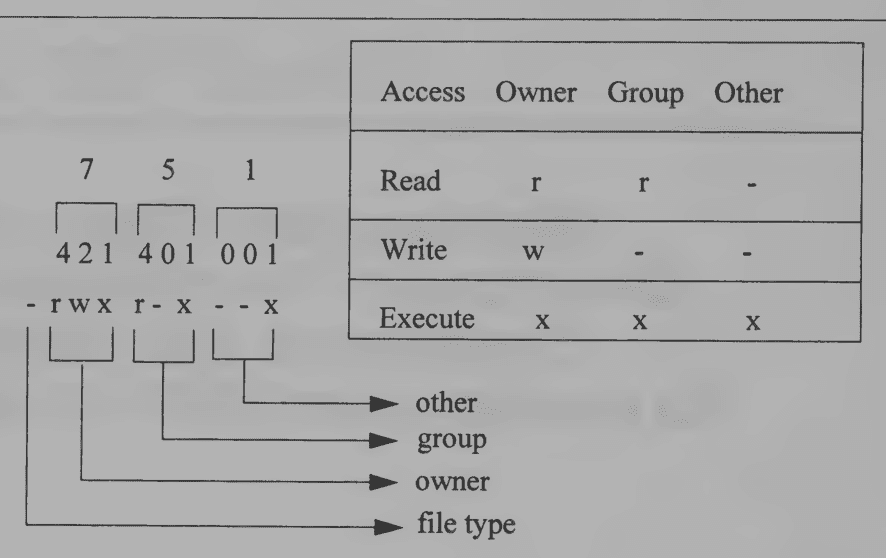 Access Owner Group Other
Read r r -
Write w - -
Execute x x x
7 5 1
4 2 1 4 0 1 0 0 1
- r w x r - x - - x
other
group
owner
file type